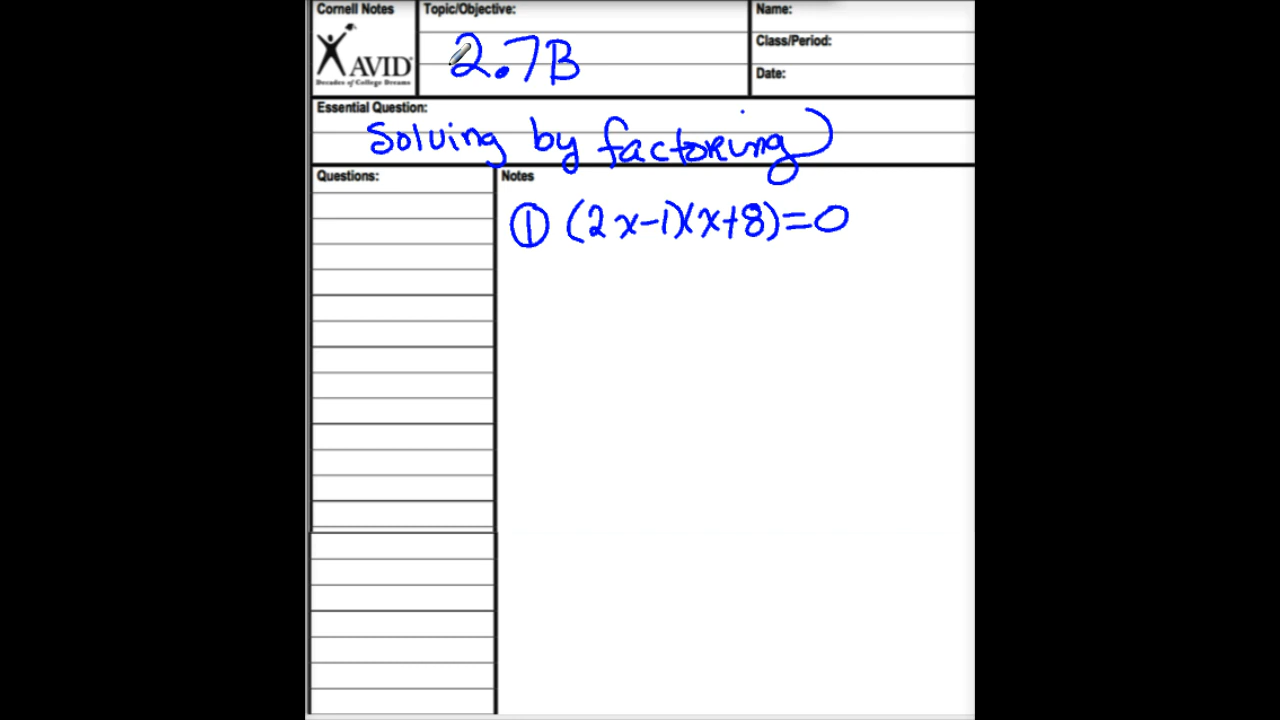 Cornell Notes
Topic/Objective:
Name:
AVID
Decades of College Dreams
2.7B
Class/Period:
Date:
Essential Question:
Solving by factoring
Questions:
Notes
① (2x-1)(x+8)=0